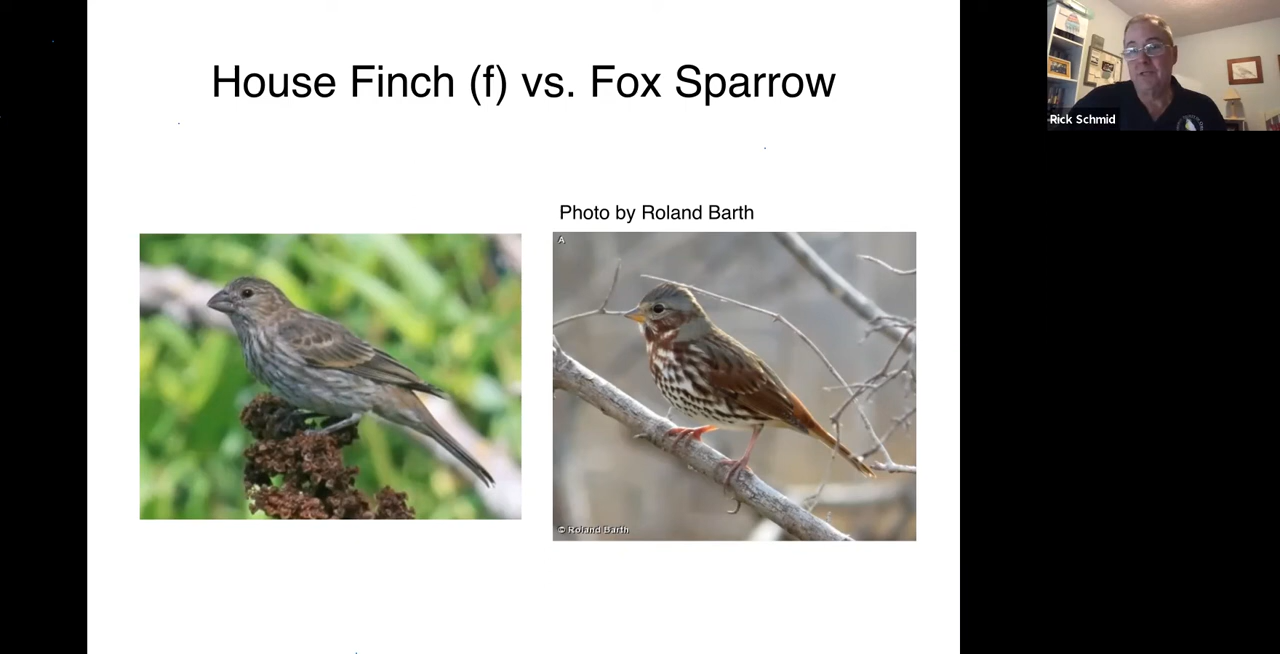 House Finch (f) vs. Fox Sparrow
Photo by Roland Barth
A
© Roland Barth
Rick Schmid